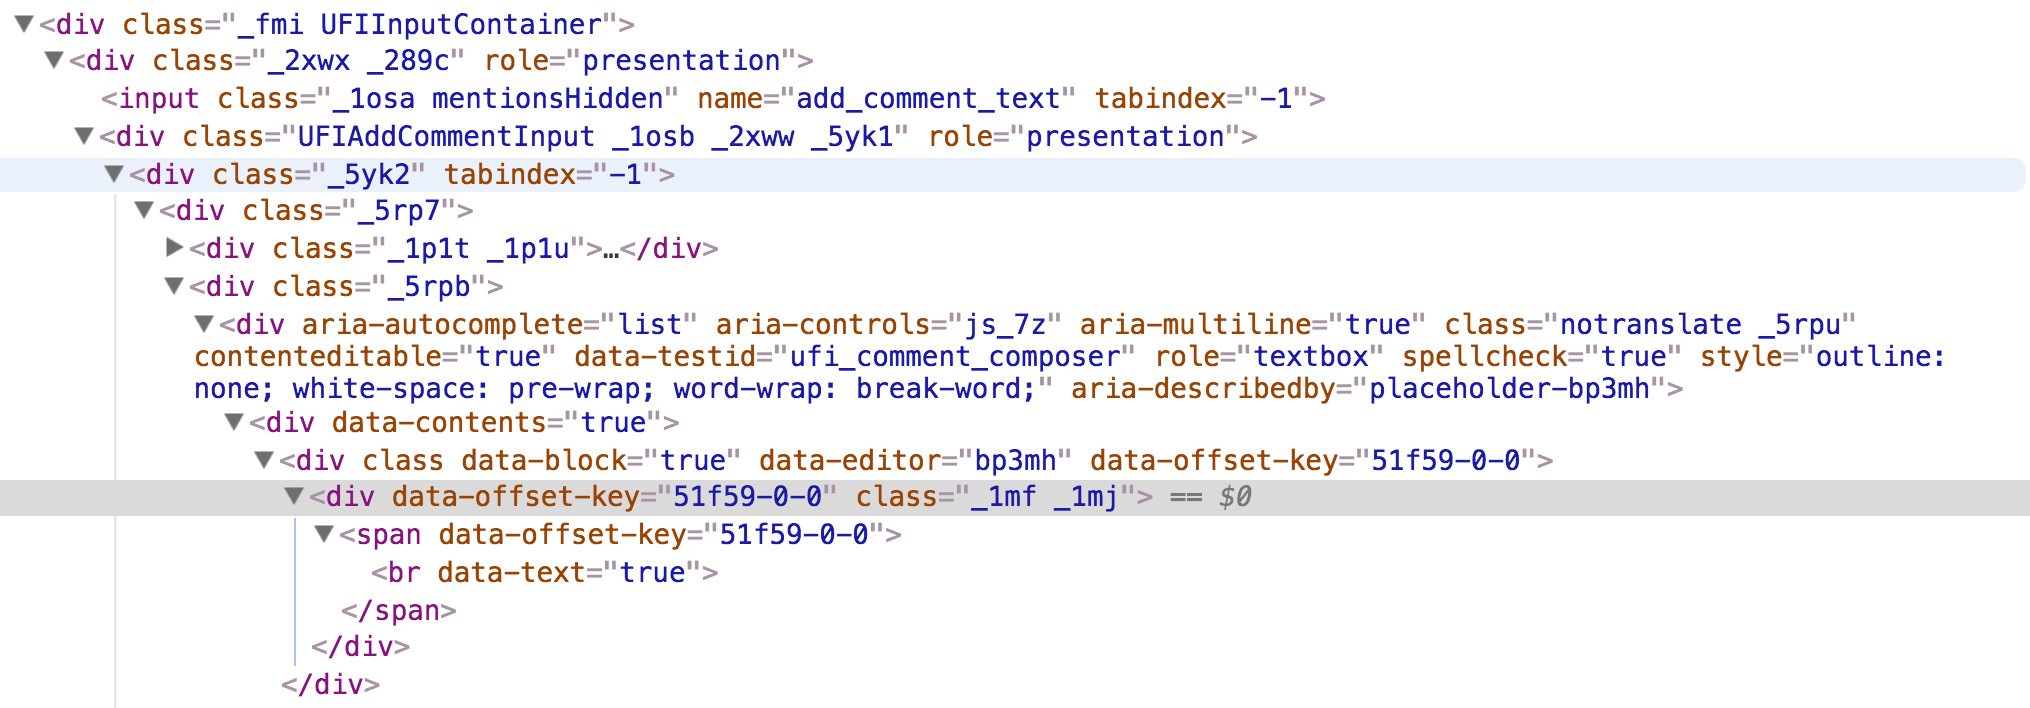 ▼<div class="_fmi UFIInputContainer">
▼<div class="_2xwx _289c" role="presentation">
<input class="_1osa mentionsHidden" name="add_comment_text" tabindex="-1">
▼<div class="UFIAddCommentInput _1osb _2xww _5yk1" role="presentation">
▼<div class="_5yk2" tabindex="-1">
▼<div class="_5rp7">
▶<div class="_1p1t _1p1u">…</div>
▼<div class="_5rpb">
▼<div aria-autocomplete="list" aria-controls="js_7z" aria-multiline="true" class="notranslate _5rpu"
contenteditable="true" data-testid="ufi_comment_composer" role="textbox" spellcheck="true" style="outline:
none; white-space: pre-wrap; word-wrap: break-word;" aria-describedby="placeholder-bp3mh">
▼<div data-contents="true">
▼<div class data-block="true" data-editor="bp3mh" data-offset-key="51f59-0-0">
▼<div data-offset-key="51f59-0-0" class="_1mf _1mj"> == $0
▼<span data-offset-key="51f59-0-0">
<br data-text="true">
</span>
</div>
</div>